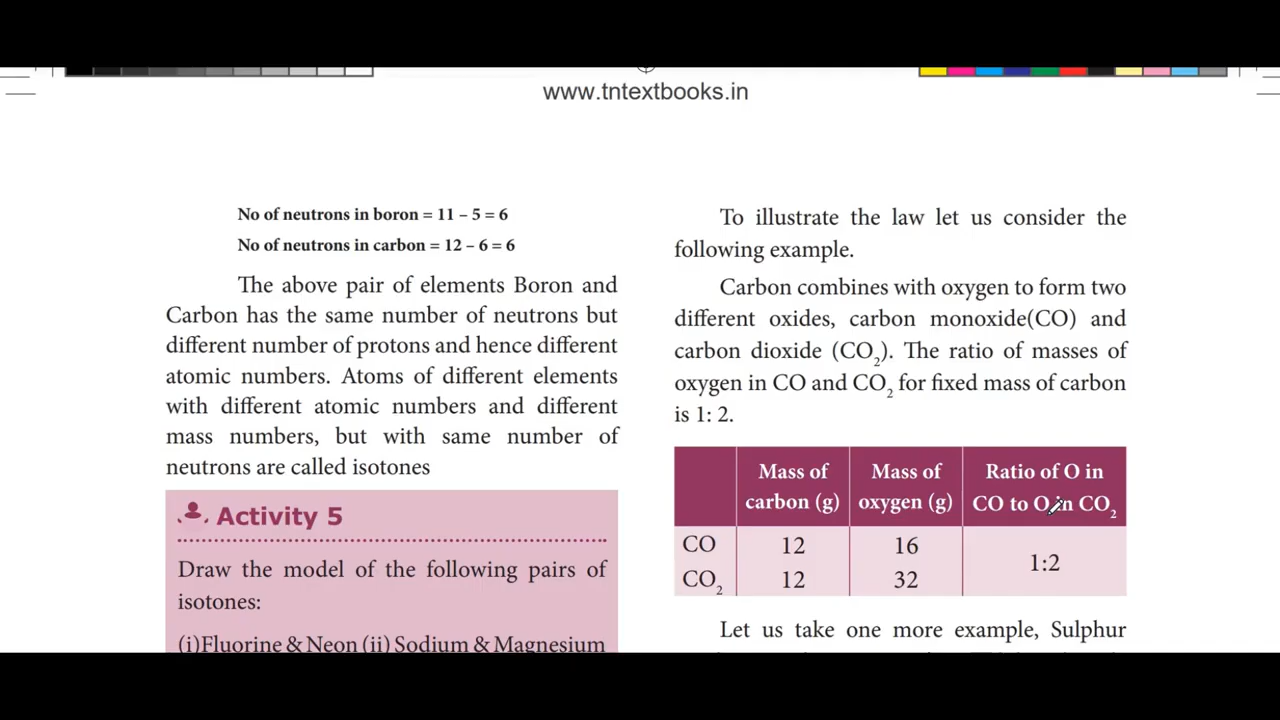 www.tntextbooks.in
No of neutrons in boron = 11 – 5 = 6
No of neutrons in carbon = 12 – 6 = 6
The above pair of elements Boron and
Carbon has the same number of neutrons but
different number of protons and hence different
atomic numbers. Atoms of different elements
with different atomic numbers and different
mass numbers, but with same number of
neutrons are called isotones
Activity 5
Draw the model of the following pairs of
isotones:
(i)Fluorine & Neon (ii) Sodium & Magnesium
To illustrate the law let us consider the
following example.
Carbon combines with oxygen to form two
different oxides, carbon monoxide(CO) and
carbon dioxide (CO₂). The ratio of masses of
oxygen in CO and CO₂ for fixed mass of carbon
is 1: 2.
Mass of carbon (g) Mass of oxygen (g) Ratio of O in CO to O in CO₂
CO 12 16
1:2
CO₂ 12 32
Let us take one more example, Sulphur